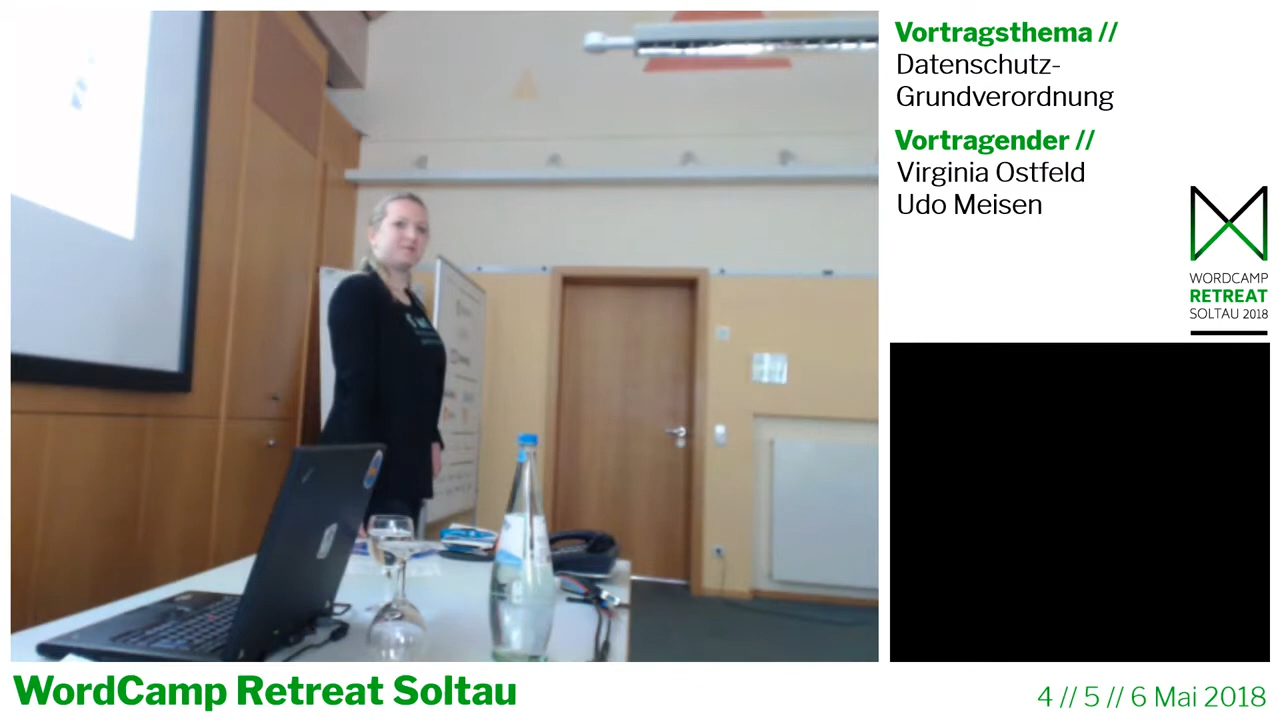 Vortragsthema //
Datenschutz-
Grundverordnung
Vortragender //
Virginia Ostfeld
Udo Meisen
WORDCAMP
RETREAT
SOLTAU 2018
WordCamp Retreat Soltau
4 // 5 // 6 Mai 2018